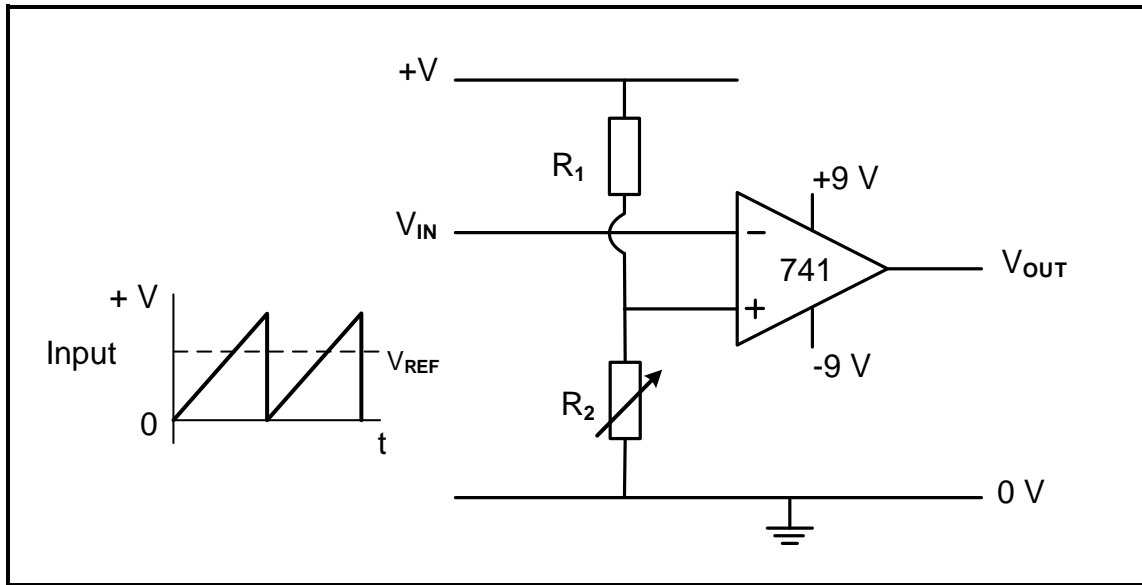 +V
R1
+9 V
VIN
-
741
VOUT
+
+ V
Input
VREF
-9 V
R2
0
t
0 V